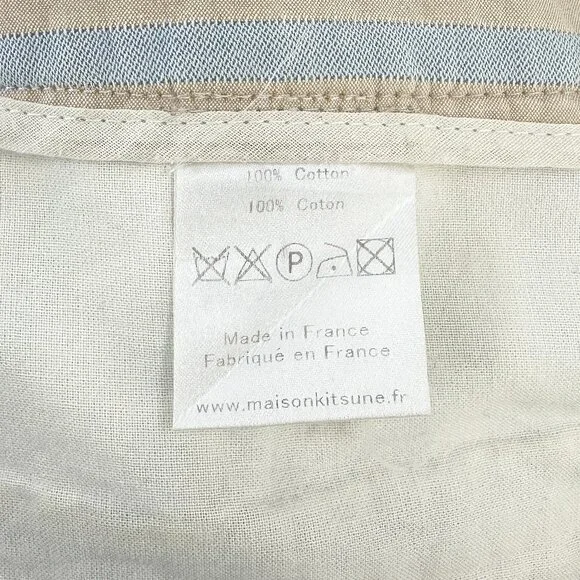 100% Cotton
100% Coton
P
Made in France
Fabriqué en France
www.maisonkitsune.fr